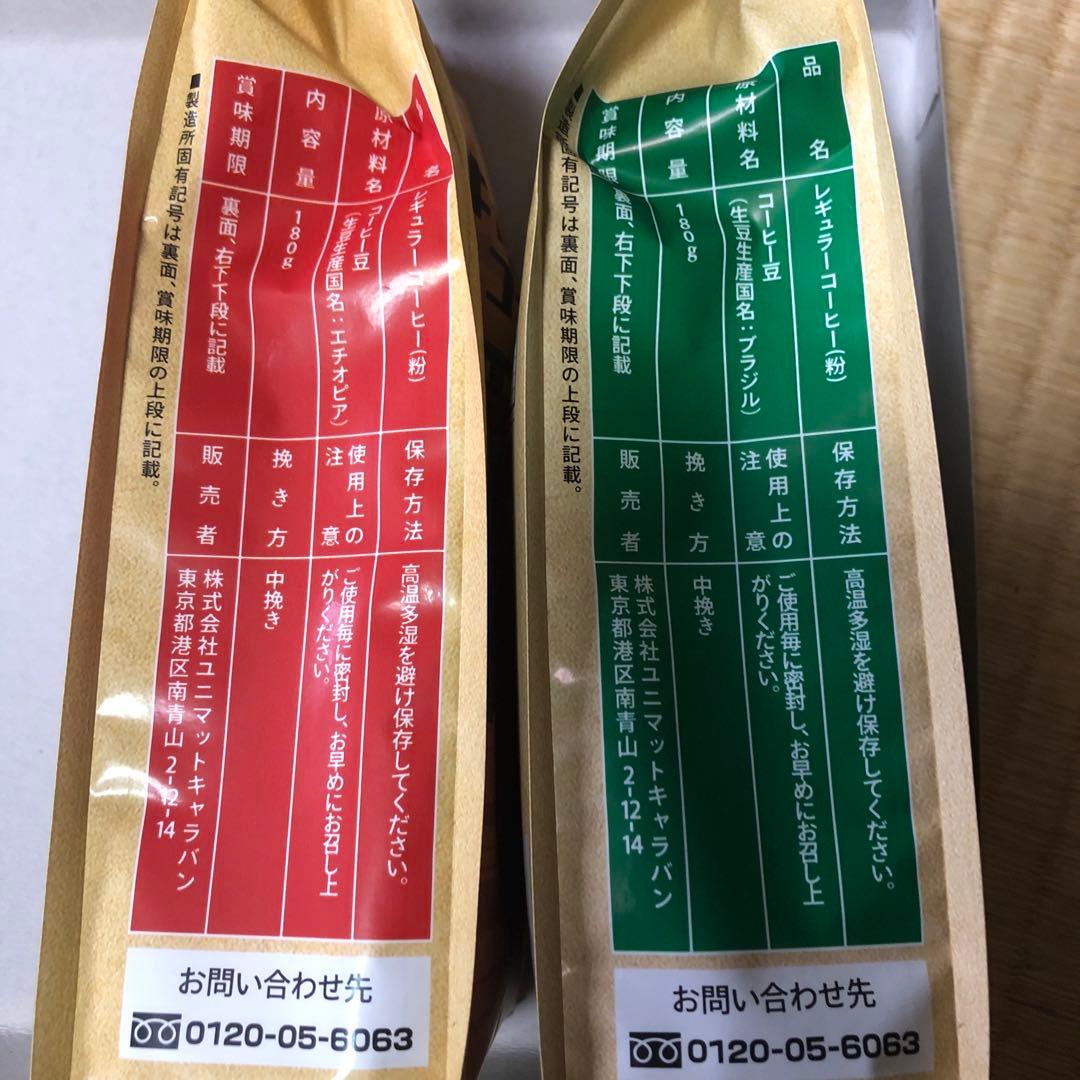 名
レギュラーコーヒー(粉)
原材料名
コーヒー豆
(生豆生産国名:エチオピア)
内容量
180g
賞味期限
裏面、右下下段に記載
保存方法
高温多湿を避け保存してください。
使用上の
注意
ご使用毎に密封し、お早めにお召し上
がりください。
挽き方
中挽き
販売者
株式会社ユニマットキャラバン
東京都港区南青山2-12-14
■製造所固有記号は裏面、賞味期限の上段に記載。
お問い合わせ先
0120-05-6063
品名
レギュラーコーヒー(粉)
原材料名
コーヒー豆
(生豆生産国名:ブラジル)
内容量
180g
賞味期限
裏面、右下下段に記載
保存方法
高温多湿を避け保存してください。
使用上の
注意
ご使用毎に密封し、お早めにお召し上
がりください。
挽き方
中挽き
販売者
株式会社ユニマットキャラバン
東京都港区南青山2-12-14
■製造所固有記号は裏面、賞味期限の上段に記載。
お問い合わせ先
0120-05-6063